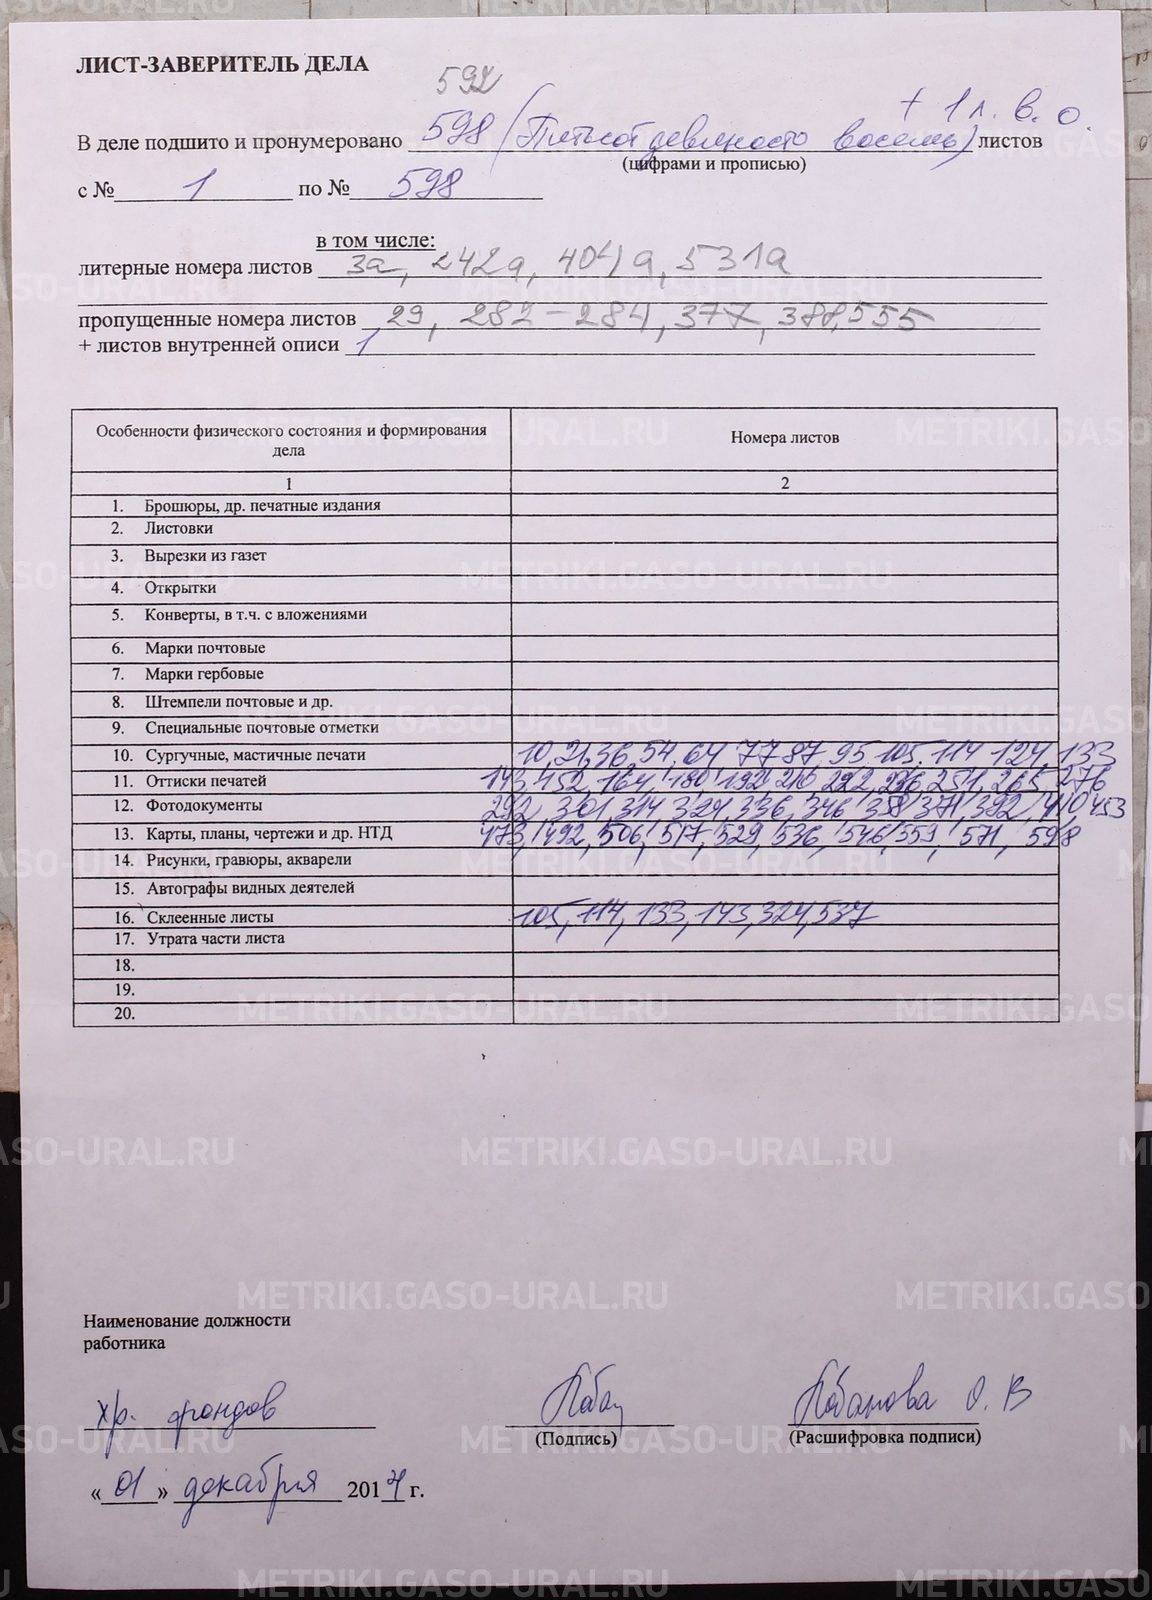 ЛИСТ-ЗАВЕРИТЕЛЬ ДЕЛА
592
+ 1 л. в. о.
В деле подшито и пронумеровано 598 (Пятьсот девяносто восемь) листов
(цифрами и прописью)
с № 1 по № 598
в том числе:
литерные номера листов 3а, 242а, 404а, 531а
пропущенные номера листов 29, 282-284, 377, 388, 555
+ листов внутренней описи 1
Особенности физического состояния и формирования дела Номера листов
1 2
1. Брошюры, др. печатные издания
2. Листовки
3. Вырезки из газет
4. Открытки
5. Конверты, в т.ч. с вложениями
6. Марки почтовые
7. Марки гербовые
8. Штемпели почтовые и др.
9. Специальные почтовые отметки
10. Сургучные, мастичные печати 10, 21, 36, 54, 64 77 87, 95 105, 114 124, 133
11. Оттиски печатей 143, 152, 164, 180, 192, 210 222, 236 251, 265, 276
12. Фотодокументы 292, 301, 314 324, 336, 346, 358, 371, 392, 410, 453
13. Карты, планы, чертежи и др. НТД 473, 492, 506, 517, 529, 536, 546, 559, 571, 598
14. Рисунки, гравюры, акварели
15. Автографы видных деятелей
16. Склеенные листы 105, 114, 133, 143, 324, 537
17. Утрата части листа
18.
19.
20.
Наименование должности
работника
хр. фондов
(Подпись) (Расшифровка подписи)
«01» декабря 2014 г.
METRIKI.GASO-URAL.RU